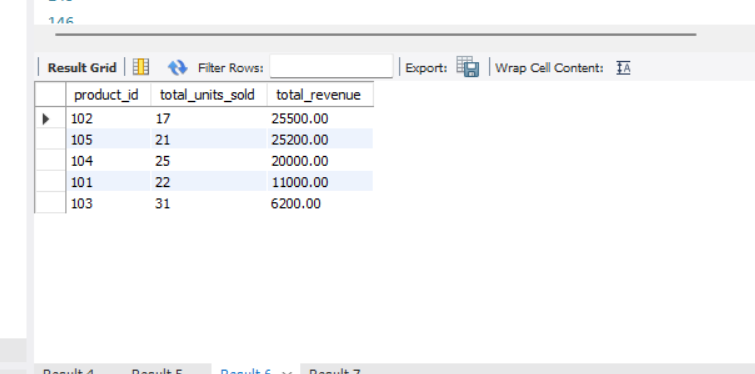 146
Result Grid Filter Rows: Export: Wrap Cell Content:
product_id total_units_sold total_revenue
102 17 25500.00
105 21 25200.00
104 25 20000.00
101 22 11000.00
103 31 6200.00
Result 4 Result 5 Result 6 Result 7